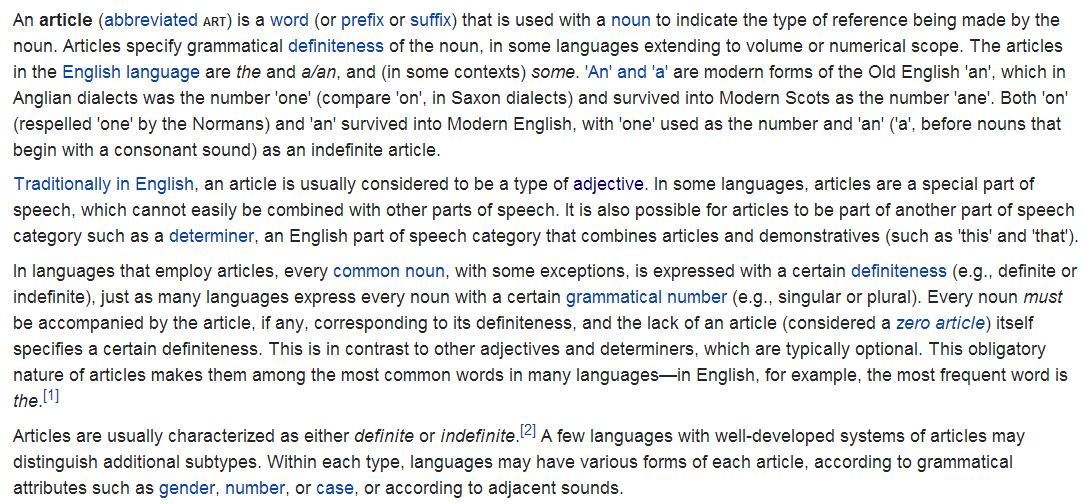 An article (abbreviated ART) is a word (or prefix or suffix) that is used with a noun to indicate the type of reference being made by the
noun. Articles specify grammatical definiteness of the noun, in some languages extending to volume or numerical scope. The articles
in the English language are the and a/an, and (in some contexts) some. 'An' and 'a' are modern forms of the Old English 'an', which in
Anglian dialects was the number 'one' (compare 'on', in Saxon dialects) and survived into Modern Scots as the number 'ane'. Both 'on'
(respelled 'one' by the Normans) and 'an' survived into Modern English, with 'one' used as the number and 'an' ('a', before nouns that
begin with a consonant sound) as an indefinite article.
Traditionally in English, an article is usually considered to be a type of adjective. In some languages, articles are a special part of
speech, which cannot easily be combined with other parts of speech. It is also possible for articles to be part of another part of speech
category such as a determiner, an English part of speech category that combines articles and demonstratives (such as 'this' and 'that').
In languages that employ articles, every common noun, with some exceptions, is expressed with a certain definiteness (e.g., definite or
indefinite), just as many languages express every noun with a certain grammatical number (e.g., singular or plural). Every noun must
be accompanied by the article, if any, corresponding to its definiteness, and the lack of an article (considered a zero article) itself
specifies a certain definiteness. This is in contrast to other adjectives and determiners, which are typically optional. This obligatory
nature of articles makes them among the most common words in many languages—in English, for example, the most frequent word is
the.[1]
Articles are usually characterized as either definite or indefinite.[2] A few languages with well-developed systems of articles may
distinguish additional subtypes. Within each type, languages may have various forms of each article, according to grammatical
attributes such as gender, number, or case, or according to adjacent sounds.